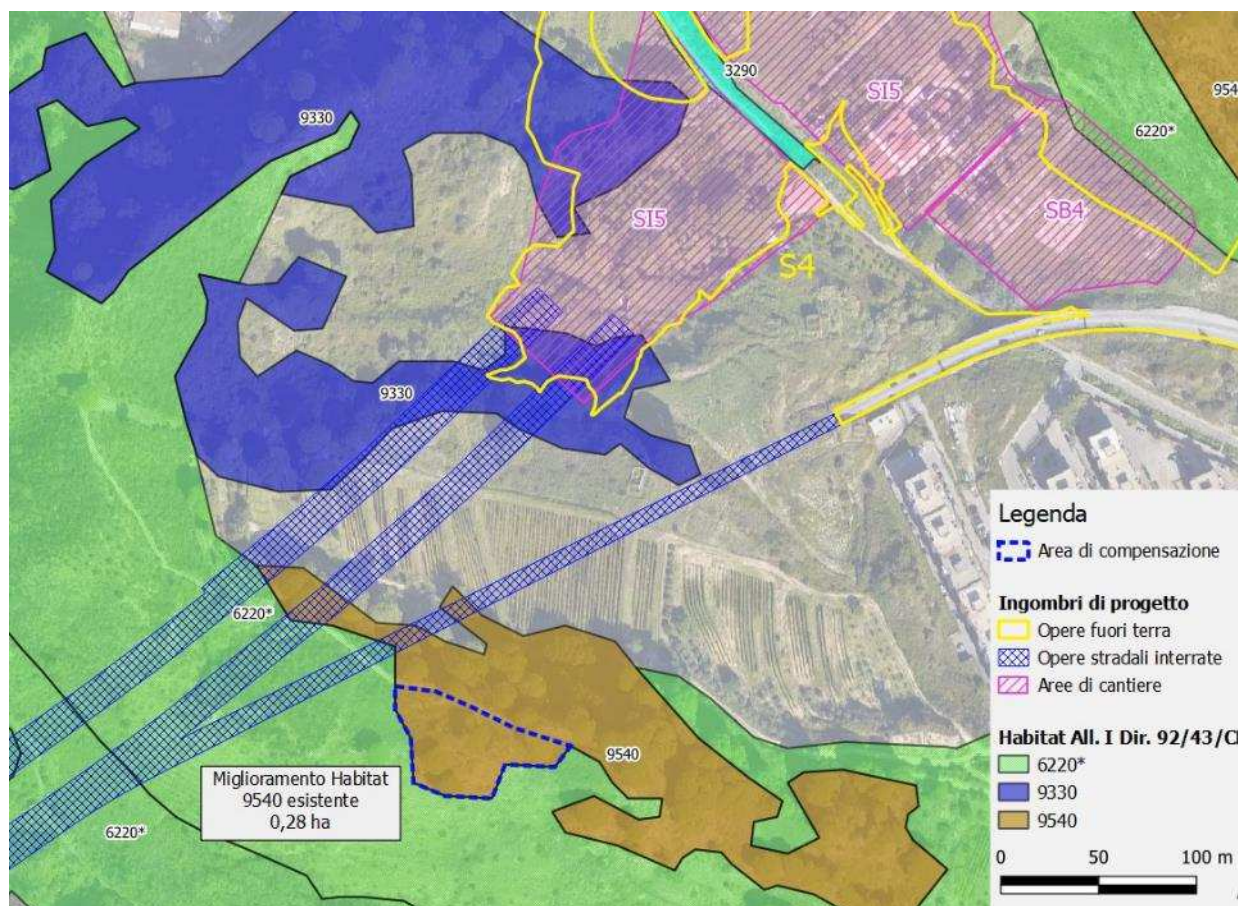 3290
SI5
954
9330
6220*
SI5
SB4
S4
9330
6220*
9540
Miglioramento Habitat
9540 esistente
0,28 ha
6220*
Legenda
Area di compensazione
Ingombri di progetto
Opere fuori terra
Opere stradali interrate
Aree di cantiere
Habitat All. I Dir. 92/43/C
6220*
9330
9540
0 50 100 m